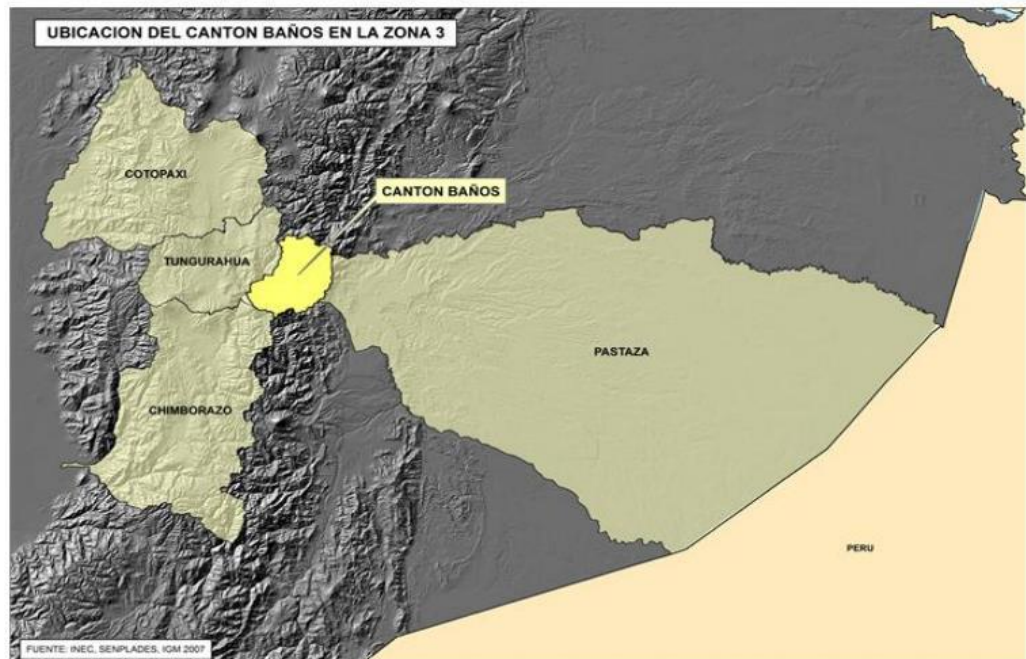 UBICACION DEL CANTON BAÑOS EN LA ZONA 3
COTOPAXI
CANTON BAÑOS
TUNGURAHUA
PASTAZA
CHIMBORAZO
PERU
FUENTE: INEC, SENPLADES, IGM 2007